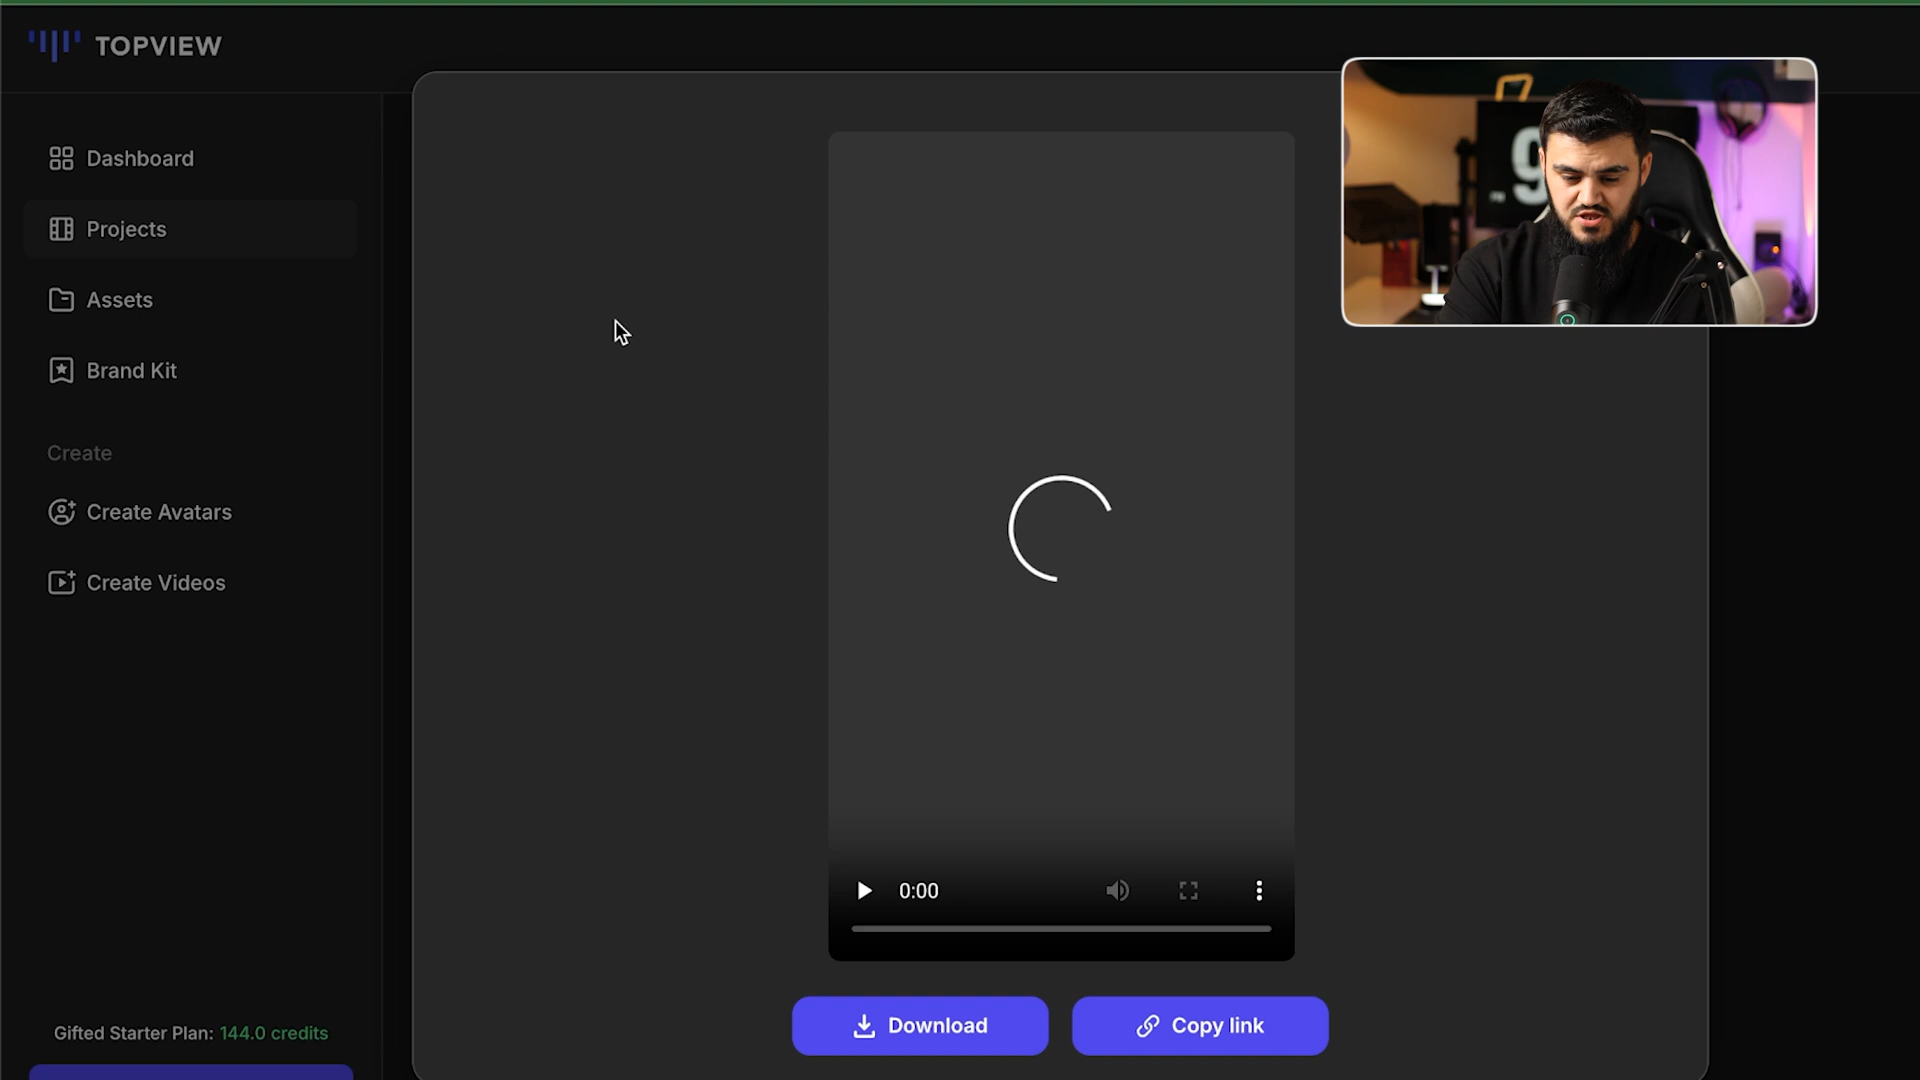 TOPVIEW
Dashboard
Projects
Assets
Brand Kit
Create
Create Avatars
Create Videos
Gifted Starter Plan: 144.0 credits
0:00
Download
Copy link
9